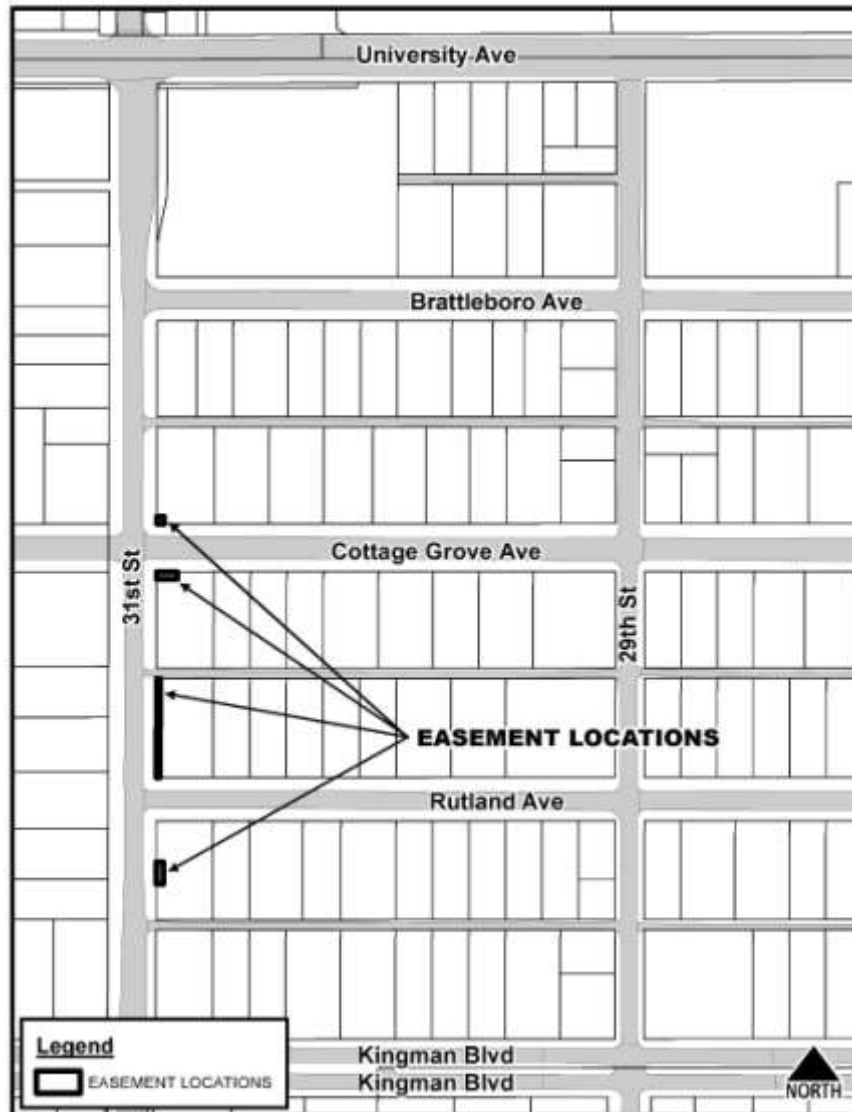 University Ave
Brattleboro Ave
Cottage Grove Ave
31st St
29th St
EASEMENT LOCATIONS
Rutland Ave
Legend
EASEMENT LOCATIONS
Kingman Blvd
Kingman Blvd
NORTH